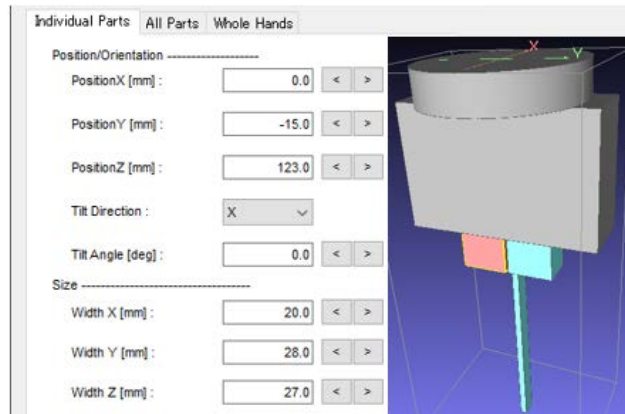 Individual Parts All Parts Whole Hands
Position/Orientation --------------------
PositionX [mm] : 0.0 < >
PositionY [mm] : -15.0 < >
PositionZ [mm] : 123.0 < >
Tilt Direction : X
Tilt Angle [deg] : 0.0 < >
Size ------------------------------------
Width X [mm] : 20.0 < >
Width Y [mm] : 28.0 < >
Width Z [mm] : 27.0 < >
X Y